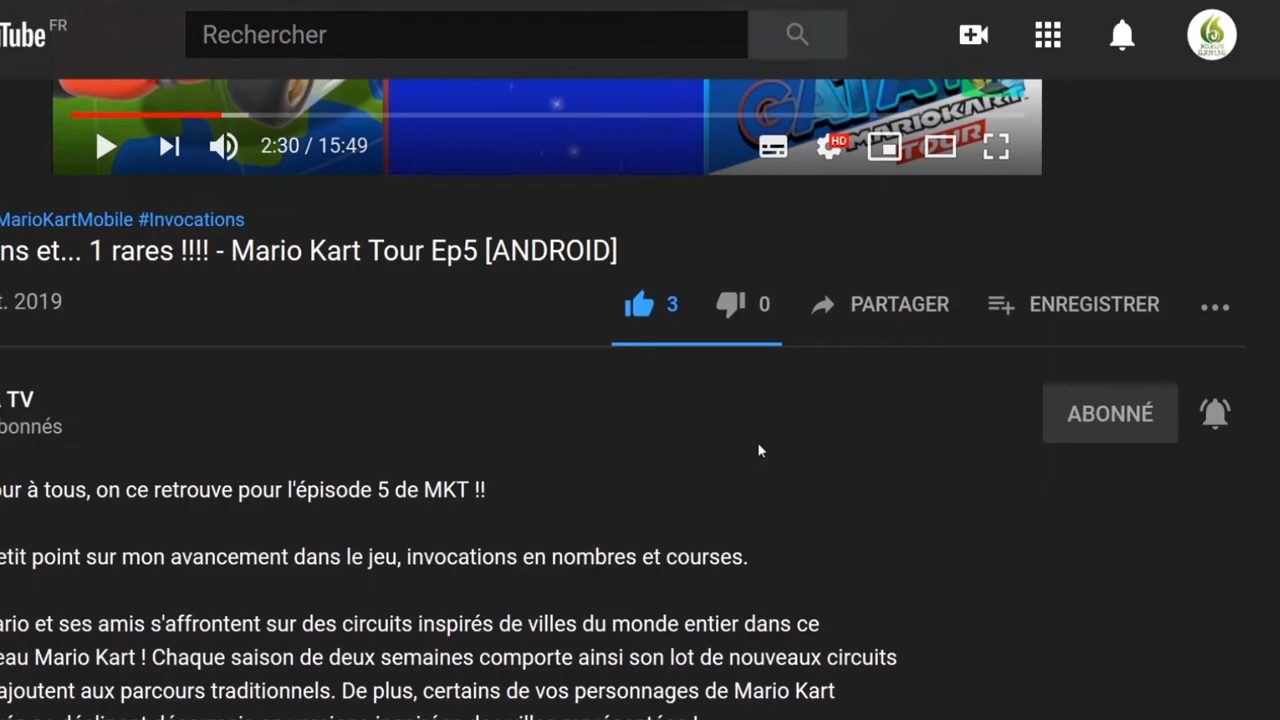 Tube FR
Rechercher
MARIOKART
TOUR
2:30 / 15:49
HD
MarioKartMobile #Invocations
ns et... 1 rares !!!! - Mario Kart Tour Ep5 [ANDROID]
t. 2019
3
0
PARTAGER
ENREGISTRER
TV
bonnés
ABONNÉ
ur à tous, on ce retrouve pour l'épisode 5 de MKT !!
etit point sur mon avancement dans le jeu, invocations en nombres et courses.
ario et ses amis s'affrontent sur des circuits inspirés de villes du monde entier dans ce
eau Mario Kart ! Chaque saison de deux semaines comporte ainsi son lot de nouveaux circuits
ajoutent aux parcours traditionnels. De plus, certains de vos personnages de Mario Kart